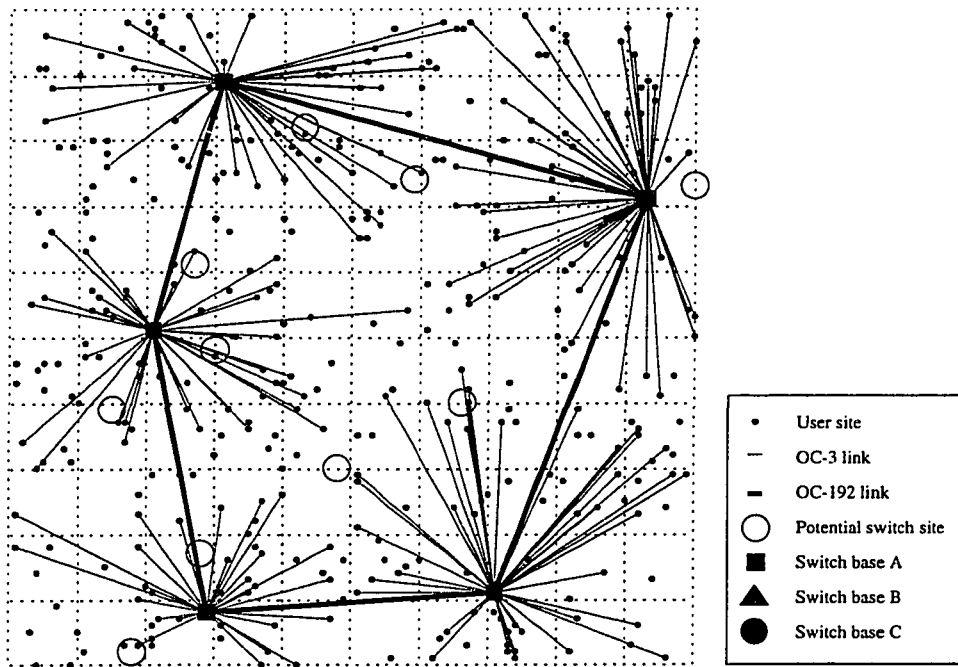 User site
OC-3 link
OC-192 link
Potential switch site
Switch base A
Switch base B
Switch base C